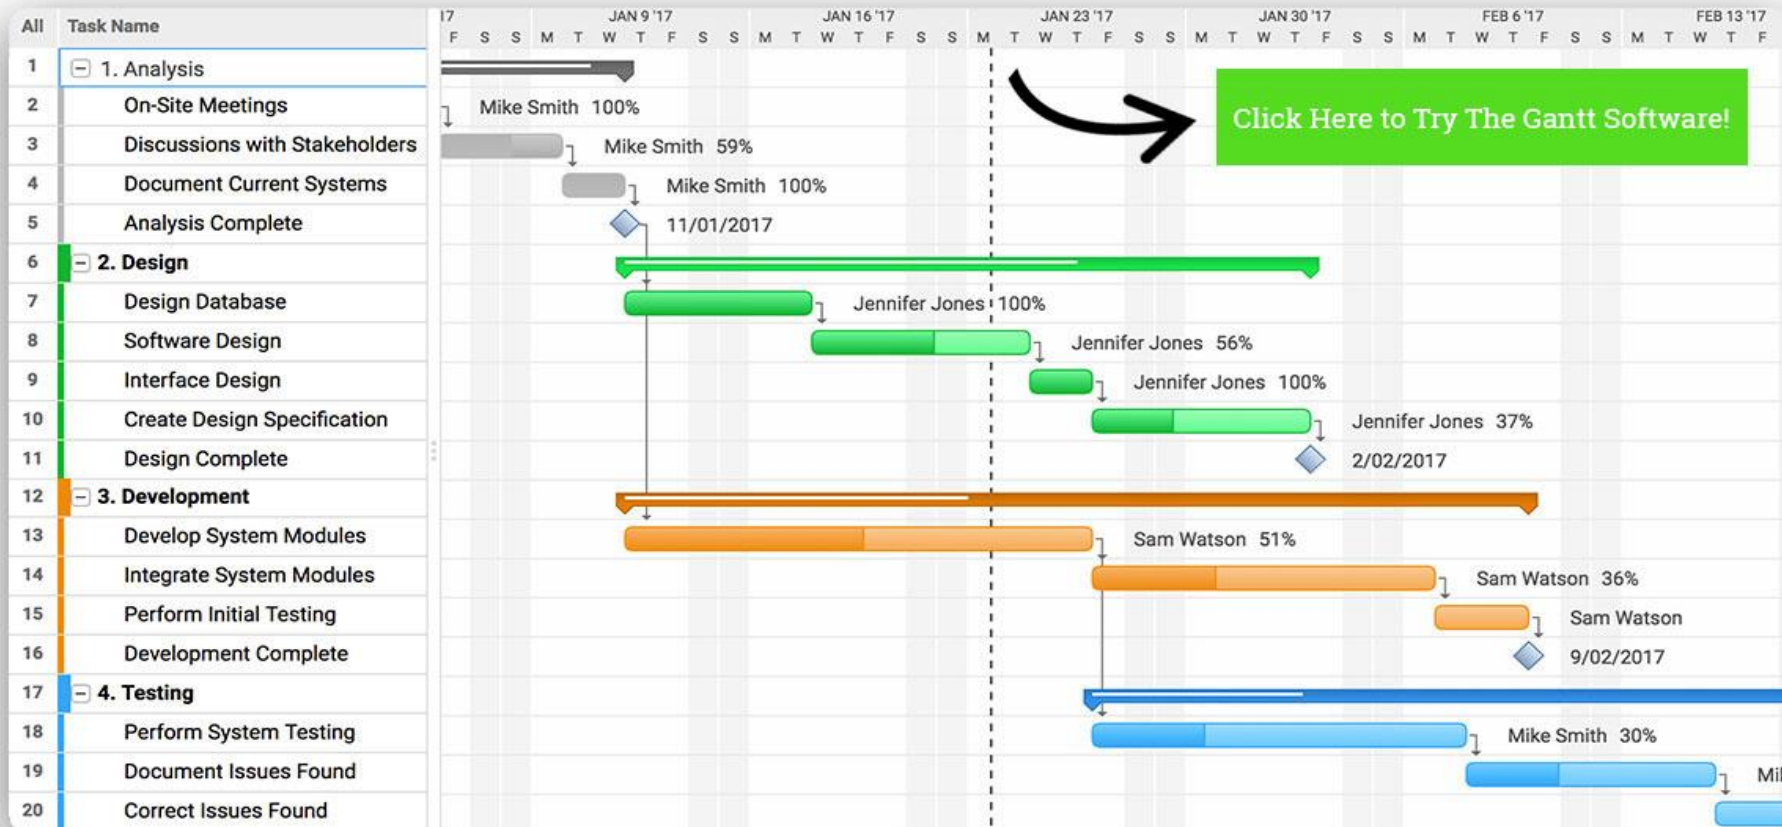 All Task Name
17 JAN 9 '17 JAN 16 '17 JAN 23 '17 JAN 30 '17 FEB 6 '17 FEB 13 '17
F S S M T W T F S S M T W T F S S M T W T F S S M T W T F S S M T W T F S S M T W T F
1 1. Analysis
Click Here to Try The Gantt Software!
2 On-Site Meetings Mike Smith 100%
3 Discussions with Stakeholders Mike Smith 59%
4 Document Current Systems Mike Smith 100%
5 Analysis Complete 11/01/2017
6 2. Design
7 Design Database Jennifer Jones 100%
8 Software Design Jennifer Jones 56%
9 Interface Design Jennifer Jones 100%
10 Create Design Specification Jennifer Jones 37%
11 Design Complete 2/02/2017
12 3. Development
13 Develop System Modules Sam Watson 51%
14 Integrate System Modules Sam Watson 36%
15 Perform Initial Testing Sam Watson
16 Development Complete 9/02/2017
17 4. Testing
18 Perform System Testing Mike Smith 30%
19 Document Issues Found
20 Correct Issues Found